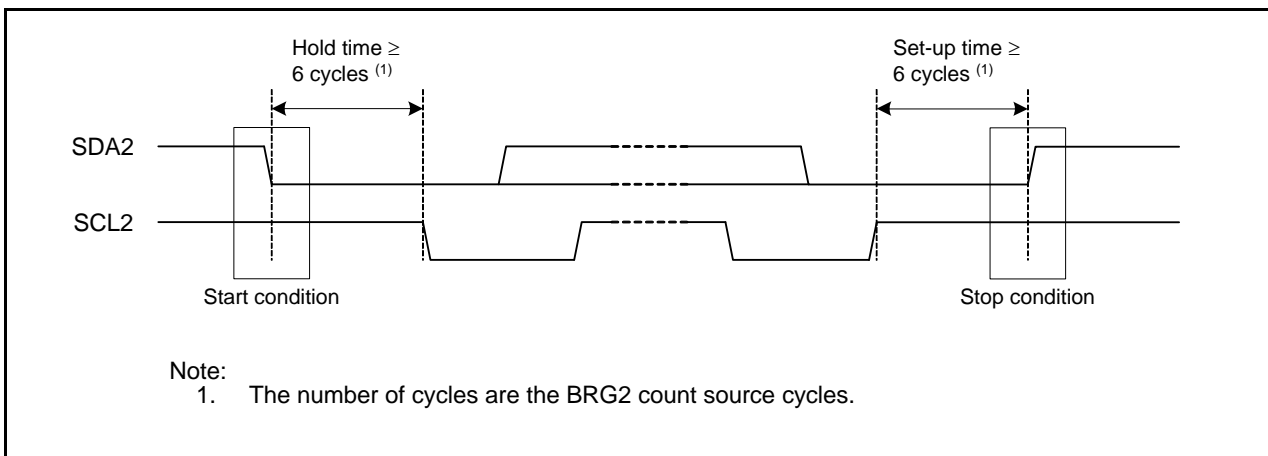 Hold time ≥
6 cycles (1)
Set-up time ≥
6 cycles (1)
SDA2
SCL2
Start condition
Stop condition
Note:
1. The number of cycles are the BRG2 count source cycles.